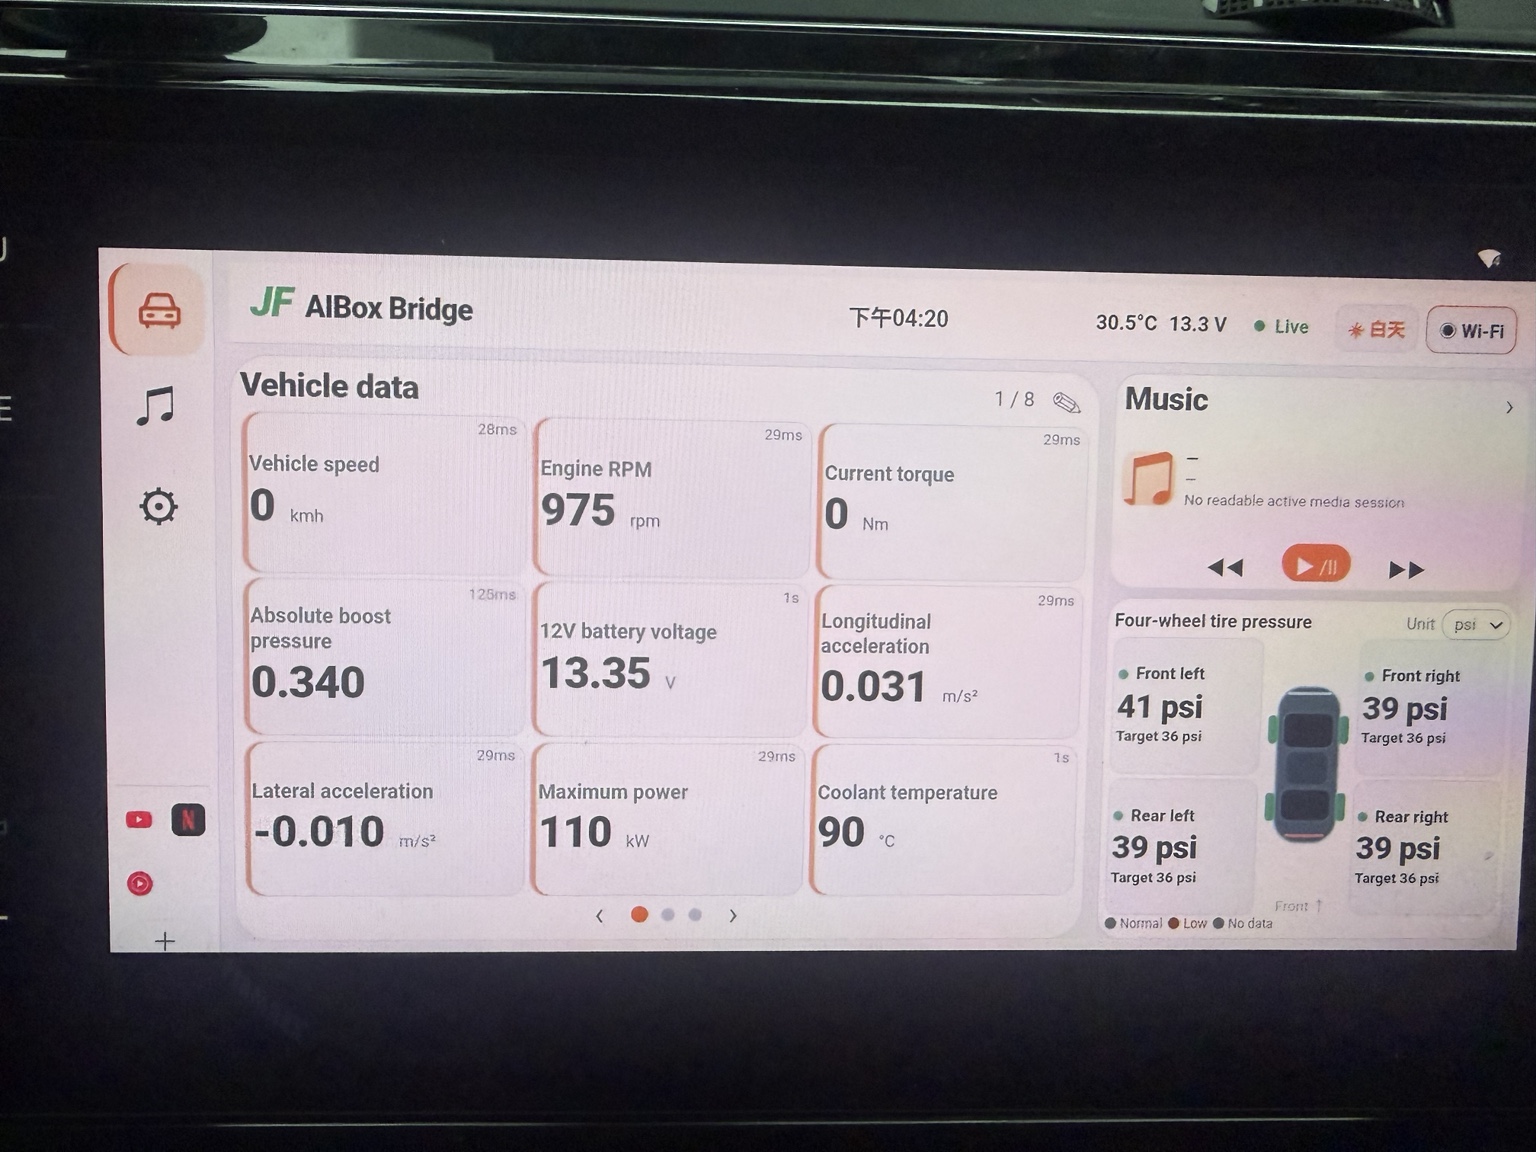 JF AIBox Bridge
下午04:20
30.5°C 13.3 V
Live
白天
Wi-Fi
Vehicle data
1 / 8
28ms
Vehicle speed
0 kmh
29ms
Engine RPM
975 rpm
29ms
Current torque
0 Nm
125ms
Absolute boost
pressure
0.340
1s
12V battery voltage
13.35 V
29ms
Longitudinal
acceleration
0.031 m/s²
29ms
Lateral acceleration
-0.010 m/s²
29ms
Maximum power
110 kW
1s
Coolant temperature
90 °C
Music
–
–
No readable active media session
Four-wheel tire pressure
Unit psi
Front left
41 psi
Target 36 psi
Front right
39 psi
Target 36 psi
Rear left
39 psi
Target 36 psi
Rear right
39 psi
Target 36 psi
Front ↑
Normal Low No data
N
E